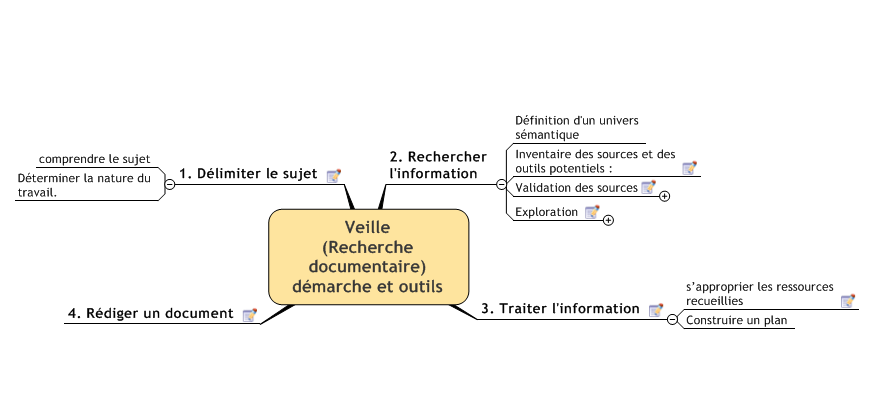 Veille
(Recherche
documentaire)
démarche et outils
1. Délimiter le sujet
comprendre le sujet
Déterminer la nature du
travail.
2. Rechercher
l'information
Définition d'un univers
sémantique
Inventaire des sources et des
outils potentiels :
Validation des sources
Exploration
3. Traiter l'information
s'approprier les ressources
recueillies
Construire un plan
4. Rédiger un document